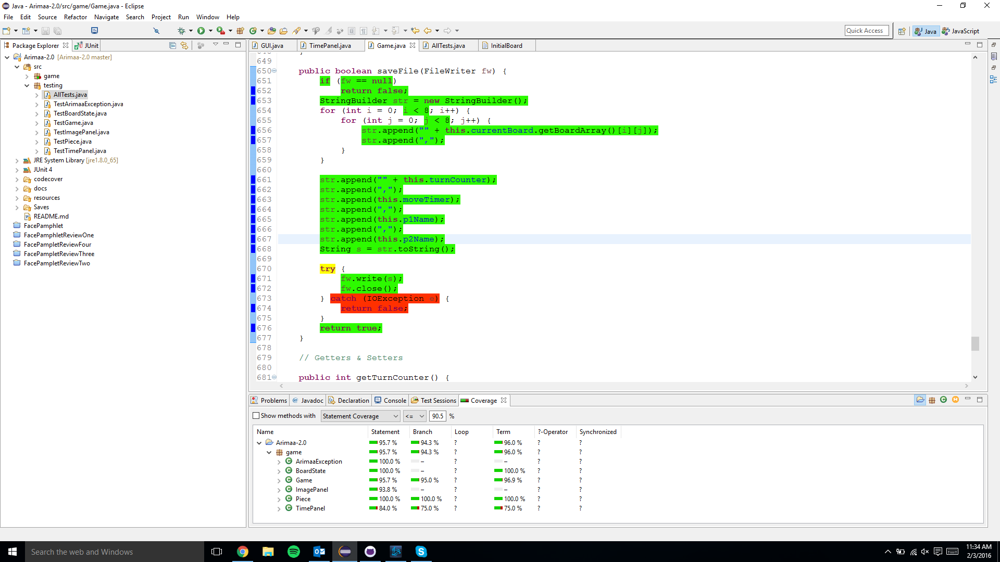 Java - Arimaa-2.0/src/game/Game.java - Eclipse
File Edit Source Refactor Navigate Search Project Run Window Help
Quick Access Java JavaScript
Package Explorer JUnit
Arimaa-2.0 [Arimaa-2.0 master]
src
game
testing
AllTests.java
TestArimaaException.java
TestBoardState.java
TestGame.java
TestImagePanel.java
TestPiece.java
TestTimePanel.java
JRE System Library [jre1.8.0_65]
JUnit 4
codecover
docs
resources
Saves
README.md
FacePamphlet
FacePamphletReviewOne
FacePampletReviewFour
FacePampletReviewThree
FacePampletReviewTwo
GUI.java TimePanel.java Game.java AllTests.java InitialBoard
649
650 public boolean saveFile(FileWriter fw) {
651 if (fw == null)
652 return false;
653 StringBuilder str = new StringBuilder();
654 for (int i = 0; i < 8; i++) {
655 for (int j = 0; j < 8; j++) {
656 str.append("" + this.currentBoard.getBoardArray()[i][j]);
657 str.append(",");
658 }
659 }
660
661 str.append("" + this.turnCounter);
662 str.append(",");
663 str.append(this.moveTimer);
664 str.append(",");
665 str.append(this.p1Name);
666 str.append(",");
667 str.append(this.p2Name);
668 String s = str.toString();
669
670 try {
671 fw.write(s);
672 fw.close();
673 } catch (IOException e) {
674 return false;
675 }
676 return true;
677 }
678
679 // Getters & Setters
680
681 public int getTurnCounter() {
Problems Javadoc Declaration Console Test Sessions Coverage
Show methods with Statement Coverage <= 90.5 %
Name Statement Branch Loop Term ?-Operator Synchronized
Arimaa-2.0 95.7 % 94.3 % ? 96.0 % ? ?
game 95.7 % 94.3 % ? 96.0 % ? ?
ArimaaException 100.0 % – ? – ? ?
BoardState 100.0 % – ? 100.0 % ? ?
Game 95.7 % 95.0 % ? 96.9 % ? ?
ImagePanel 93.8 % – ? – ? ?
Piece 100.0 % 100.0 % ? 100.0 % ? ?
TimePanel 84.0 % 75.0 % ? 75.0 % ? ?
Search the web and Windows
11:34 AM
2/3/2016